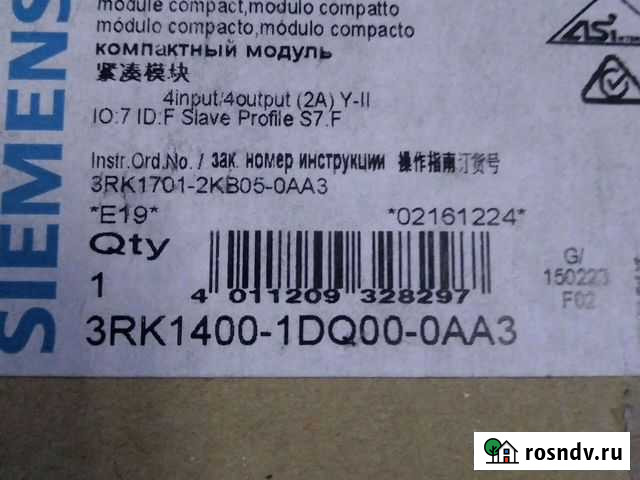 SIEMENS
module compact,modulo compatto
módulo compacto,módulo compacto
компактный модуль
紧凑模块
4input/4output (2A) Y-II
IO:7 ID:F Slave Profile S7.F
Instr.Ord.No. / зак. номер инструкции 操作指南订货号
3RK1701-2KB05-0AA3
*E19* *02161224*
Qty
1
4 011209 328297
G/
150223
F02
3RK1400-1DQ00-0AA3
rosndv.ru